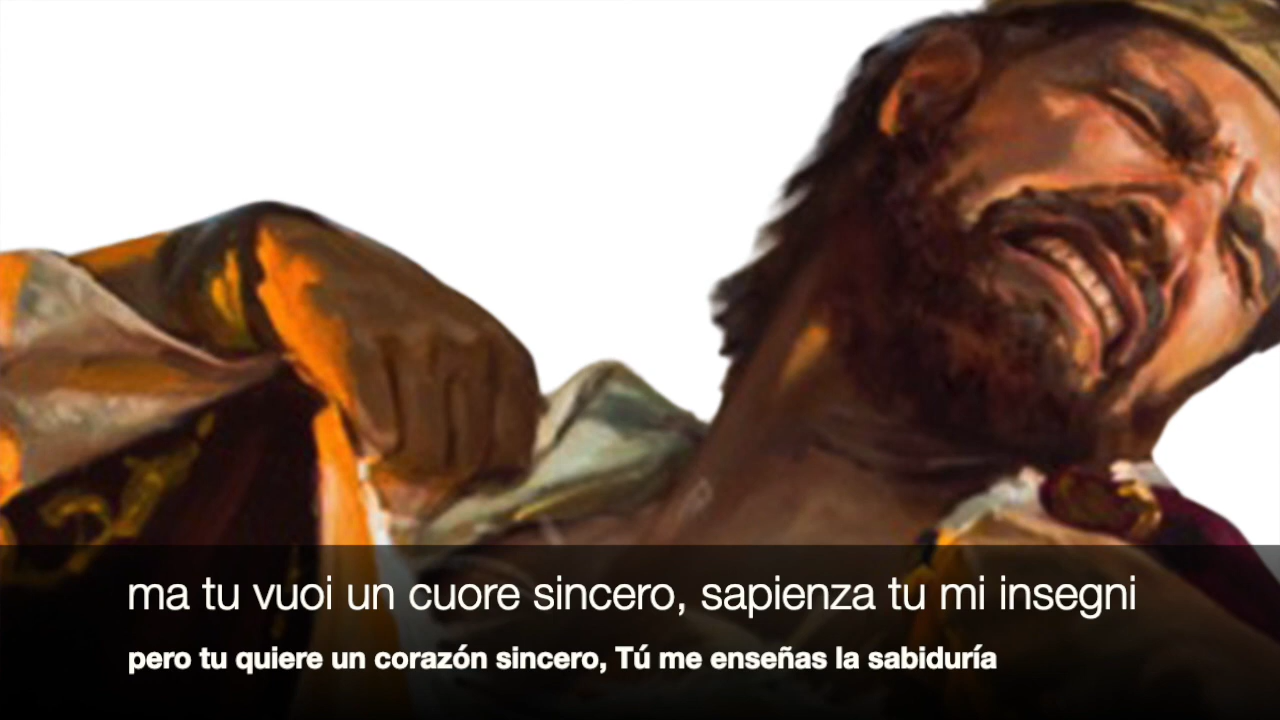 ma tu vuoi un cuore sincero, sapienza tu mi insegni
pero tu quiere un corazón sincero, Tú me enseñas la sabiduría